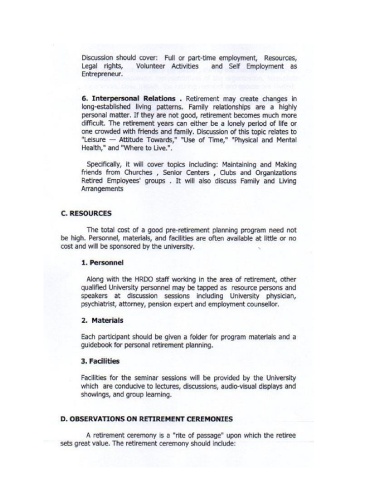 Discussion should cover: Full or part-time employment, Resources,
Legal rights, Volunteer Activities and Self Employment as
Entrepreneur.
6. Interpersonal Relations . Retirement may create changes in
long-established living patterns. Family relationships are a highly
personal matter. If they are not good, retirement becomes much more
difficult. The retirement years can either be a lonely period of life or
one crowded with friends and family. Discussion of this topic relates to
"Leisure — Attitude Towards," "Use of Time," "Physical and Mental
Health," and "Where to Live.".
Specifically, it will cover topics including: Maintaining and Making
friends from Churches , Senior Centers , Clubs and Organizations
Retired Employees' groups . It will also discuss Family and Living
Arrangements
C. RESOURCES
The total cost of a good pre-retirement planning program need not
be high. Personnel, materials, and facilities are often available at little or no
cost and will be sponsored by the university.
1. Personnel
Along with the HRDO staff working in the area of retirement, other
qualified University personnel may be tapped as resource persons and
speakers at discussion sessions including University physician,
psychiatrist, attorney, pension expert and employment counsellor.
2. Materials
Each participant should be given a folder for program materials and a
guidebook for personal retirement planning.
3. Facilities
Facilities for the seminar sessions will be provided by the University
which are conducive to lectures, discussions, audio-visual displays and
showings, and group learning.
D. OBSERVATIONS ON RETIREMENT CEREMONIES
A retirement ceremony is a "rite of passage" upon which the retiree
sets great value. The retirement ceremony should include: